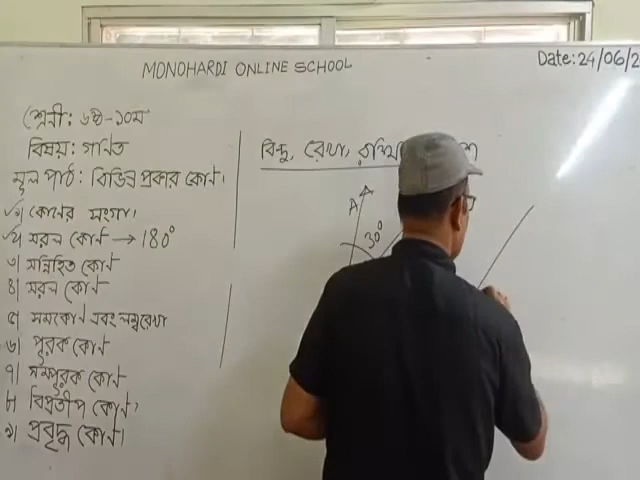 MONOHARDI ONLINE SCHOOL
Date: 24/06/2
শ্রেণী: ৬ষ্ঠ-১০ম
বিষয়: গণিত
মূল পাঠ: বিভিন্ন প্রকার কোণ।
১) কোণের সংগা।
২) সরল কোণ → 180°
৩) সন্নিহিত কোণ
৪) সরল কোণ
৫) সমকোণ এবং লম্বরেখা
৬) পূরক কোণ
৭) সম্পূরক কোণ
৮) বিপ্রতীপ কোণ।
৯) প্রবৃদ্ধ কোণ।
বিন্দু, রেখা,
A
30°